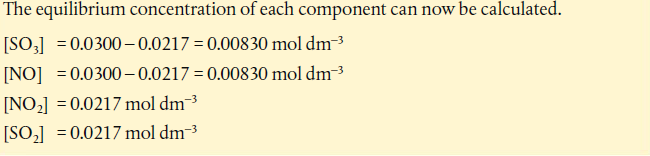 The equilibrium concentration of each component can now be calculated.
[SO₃] = 0.0300 – 0.0217 = 0.00830 mol dm⁻³
[NO] = 0.0300 – 0.0217 = 0.00830 mol dm⁻³
[NO₂] = 0.0217 mol dm⁻³
[SO₂] = 0.0217 mol dm⁻³